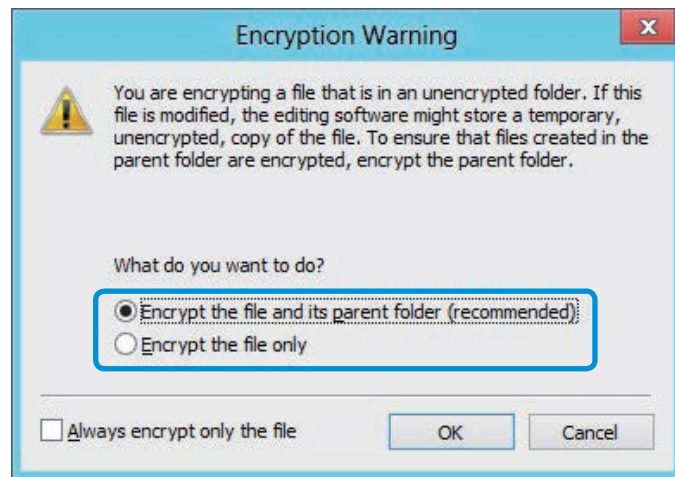 Encryption Warning
x
You are encrypting a file that is in an unencrypted folder. If this
file is modified, the editing software might store a temporary,
unencrypted, copy of the file. To ensure that files created in the
parent folder are encrypted, encrypt the parent folder.
What do you want to do?
Encrypt the file and its parent folder (recommended)
Encrypt the file only
Always encrypt only the file
OK
Cancel